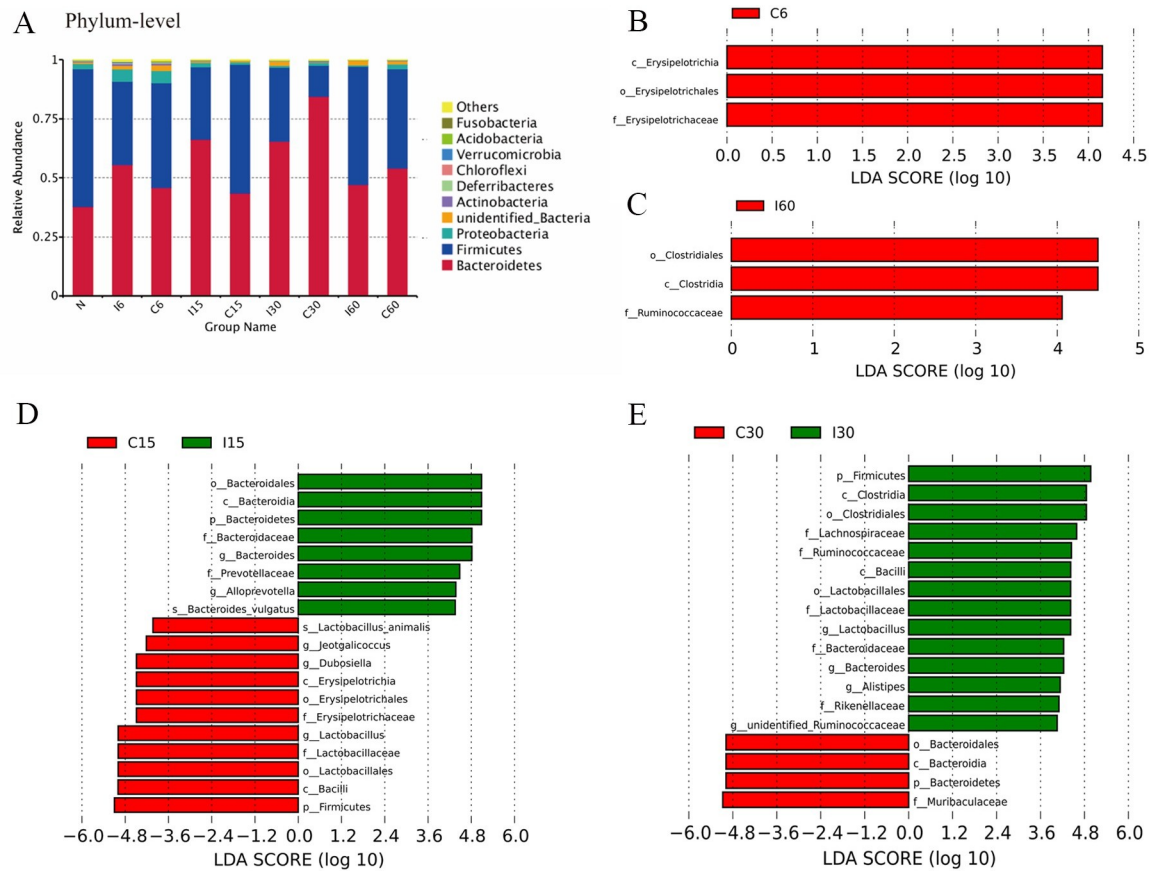 A
Phylum-level
1
0.75
0.5
0.25
0
Relative Abundance
N
I6
C6
I15
C15
I30
C30
I60
C60
Group Name
Others
Fusobacteria
Acidobacteria
Verrucomicrobia
Chloroflexi
Deferribacteres
Actinobacteria
unidentified_Bacteria
Proteobacteria
Firmicutes
Bacteroidetes
B
C6
c__Erysipelotrichia
o__Erysipelotrichales
f__Erysipelotrichaceae
0.0 0.5 1.0 1.5 2.0 2.5 3.0 3.5 4.0 4.5
LDA SCORE (log 10)
C
I60
o__Clostridiales
c__Clostridia
f__Ruminococcaceae
0 1 2 3 4 5
LDA SCORE (log 10)
D
C15 I15
o__Bacteroidales
c__Bacteroidia
p__Bacteroidetes
f__Bacteroidaceae
g__Bacteroides
f__Prevotellaceae
g__Alloprevotella
s__Bacteroides_vulgatus
s__Lactobacillus_animalis
g__Jeotgalicoccus
g__Dubosiella
c__Erysipelotrichia
o__Erysipelotrichales
f__Erysipelotrichaceae
g__Lactobacillus
f__Lactobacillaceae
o__Lactobacillales
c__Bacilli
p__Firmicutes
−6.0 −4.8 −3.6 −2.4 −1.2 0.0 1.2 2.4 3.6 4.8 6.0
LDA SCORE (log 10)
E
C30 I30
p__Firmicutes
c__Clostridia
o__Clostridiales
f__Lachnospiraceae
f__Ruminococcaceae
c__Bacilli
o__Lactobacillales
f__Lactobacillaceae
g__Lactobacillus
f__Bacteroidaceae
g__Bacteroides
g__Alistipes
f__Rikenellaceae
g__unidentified_Ruminococcaceae
o__Bacteroidales
c__Bacteroidia
p__Bacteroidetes
f__Muribaculaceae
−6.0 −4.8 −3.6 −2.4 −1.2 0.0 1.2 2.4 3.6 4.8 6.0
LDA SCORE (log 10)